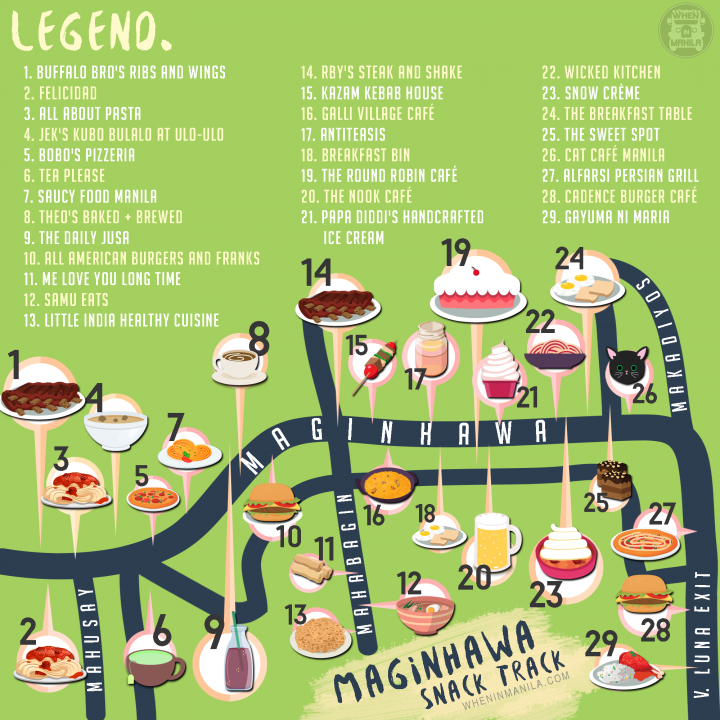 LEGEND.
WHEN IN MANILA
1. BUFFALO BRO'S RIBS AND WINGS
2. FELICIDAD
3. ALL ABOUT PASTA
4. JEK'S KUBO BULALO AT ULO-ULO
5. BOBO'S PIZZERIA
6. TEA PLEASE
7. SAUCY FOOD MANILA
8. THEO'S BAKED + BREWED
9. THE DAILY JUSA
10. ALL AMERICAN BURGERS AND FRANKS
11. ME LOVE YOU LONG TIME
12. SAMU EATS
13. LITTLE INDIA HEALTHY CUISINE
14. RBY'S STEAK AND SHAKE
15. KAZAM KEBAB HOUSE
16. GALLI VILLAGE CAFÉ
17. ANTITEASIS
18. BREAKFAST BIN
19. THE ROUND ROBIN CAFÉ
20. THE NOOK CAFÉ
21. PAPA DIDDI'S HANDCRAFTED
ICE CREAM
22. WICKED KITCHEN
23. SNOW CRÈME
24. THE BREAKFAST TABLE
25. THE SWEET SPOT
26. CAT CAFÉ MANILA
27. ALFARSI PERSIAN GRILL
28. CADENCE BURGER CAFÉ
29. GAYUMA NI MARIA
19
24
14
8
22
15
17
1
4
21
26
MAKADIYOS
7
MAGINHAWA
3
5
16
25
18
27
10
11
MAHABAGIN
20
23
12
28
13
MAHUSAY
2
6
9
29
V. LUNA EXIT
MAGINHAWA
SNACK TRACK
WHENINMANILA.COM